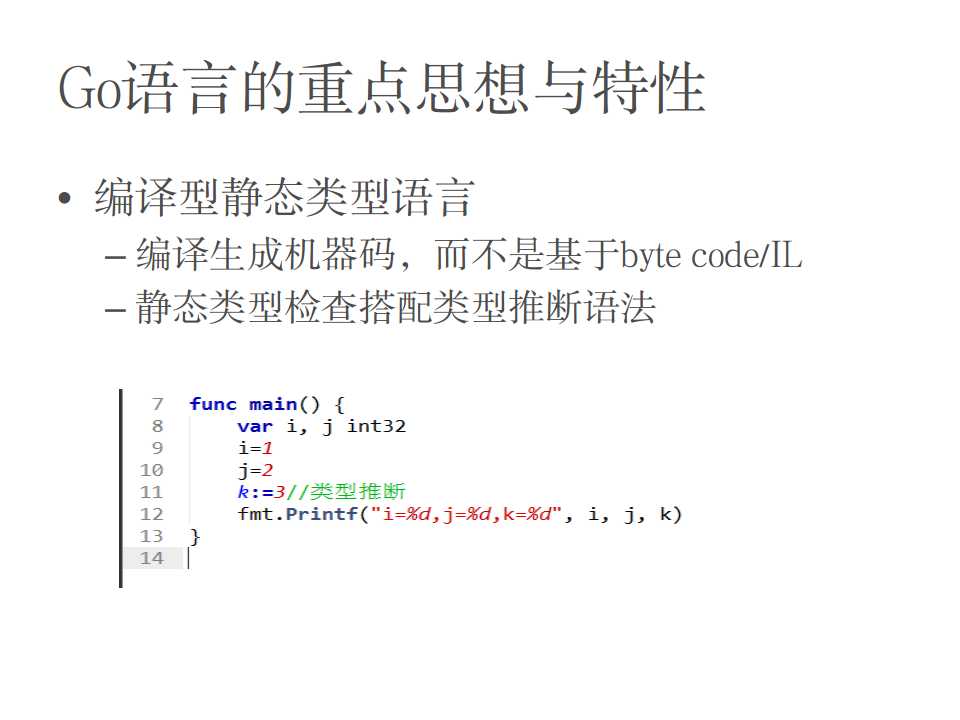 Go语言的重点思想与特性
• 编译型静态类型语言
– 编译生成机器码，而不是基于byte code/IL
– 静态类型检查搭配类型推断语法
7 func main() {
8 var i, j int32
9 i=1
10 j=2
11 k:=3//类型推断
12 fmt.Printf("i=%d,j=%d,k=%d", i, j, k)
13 }
14